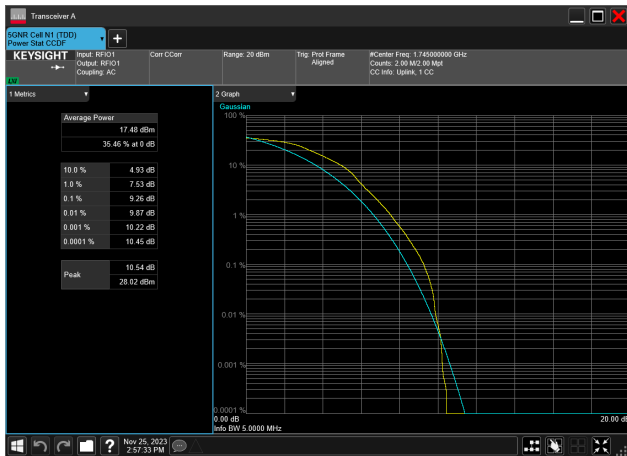 Transceiver A
5GNR Cell N1 (TDD)
Power Stat CCDF
KEYSIGHT
Input: RFIO1
Output: RFIO1
Coupling: AC
Corr CCorr
Range: 20 dBm
Trig: Prot Frame
Aligned
#Center Freq: 1.745000000 GHz
Counts: 2.00 M/2.00 Mpt
CC Info: Uplink, 1 CC
LXI
1 Metrics
Average Power
17.48 dBm
35.46 % at 0 dB
10.0 % 4.93 dB
1.0 % 7.53 dB
0.1 % 9.26 dB
0.01 % 9.87 dB
0.001 % 10.22 dB
0.0001 % 10.45 dB
Peak
10.54 dB
28.02 dBm
2 Graph
Gaussian
100 %
10 %
1 %
0.1 %
0.01 %
0.001 %
0.0001 %
0.00 dB
20.00 dB
Info BW 5.0000 MHz
?
Nov 25, 2023
2:57:33 PM